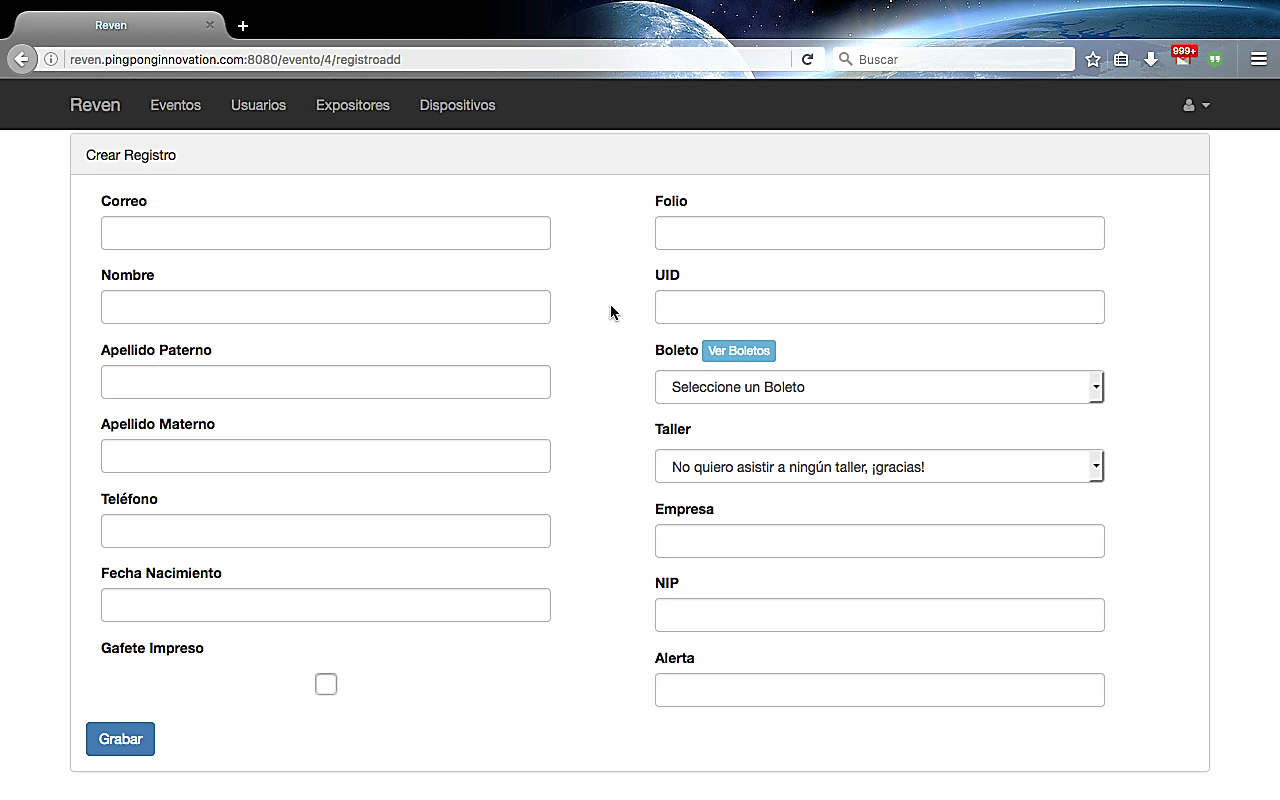 Reven
reven.pingponginnovation.com:8080/evento/4/registroadd
Buscar
999+
Reven Eventos Usuarios Expositores Dispositivos
Crear Registro
Correo
Nombre
Apellido Paterno
Apellido Materno
Teléfono
Fecha Nacimiento
Gafete Impreso
Folio
UID
Boleto Ver Boletos
Seleccione un Boleto
Taller
No quiero asistir a ningún taller, ¡gracias!
Empresa
NIP
Alerta
Grabar